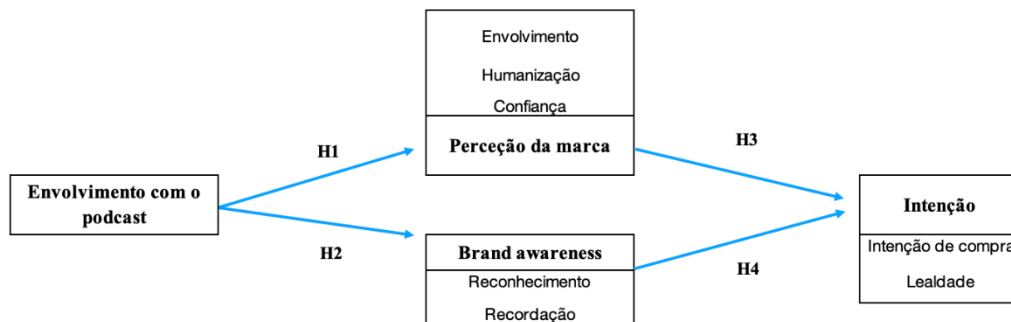 Envolvimento
Humanização
Confiança
Perceção da marca
H1
H3
Envolvimento com o
podcast
Intenção
Intenção de compra
Lealdade
H2
Brand awareness
Reconhecimento
Recordação
H4